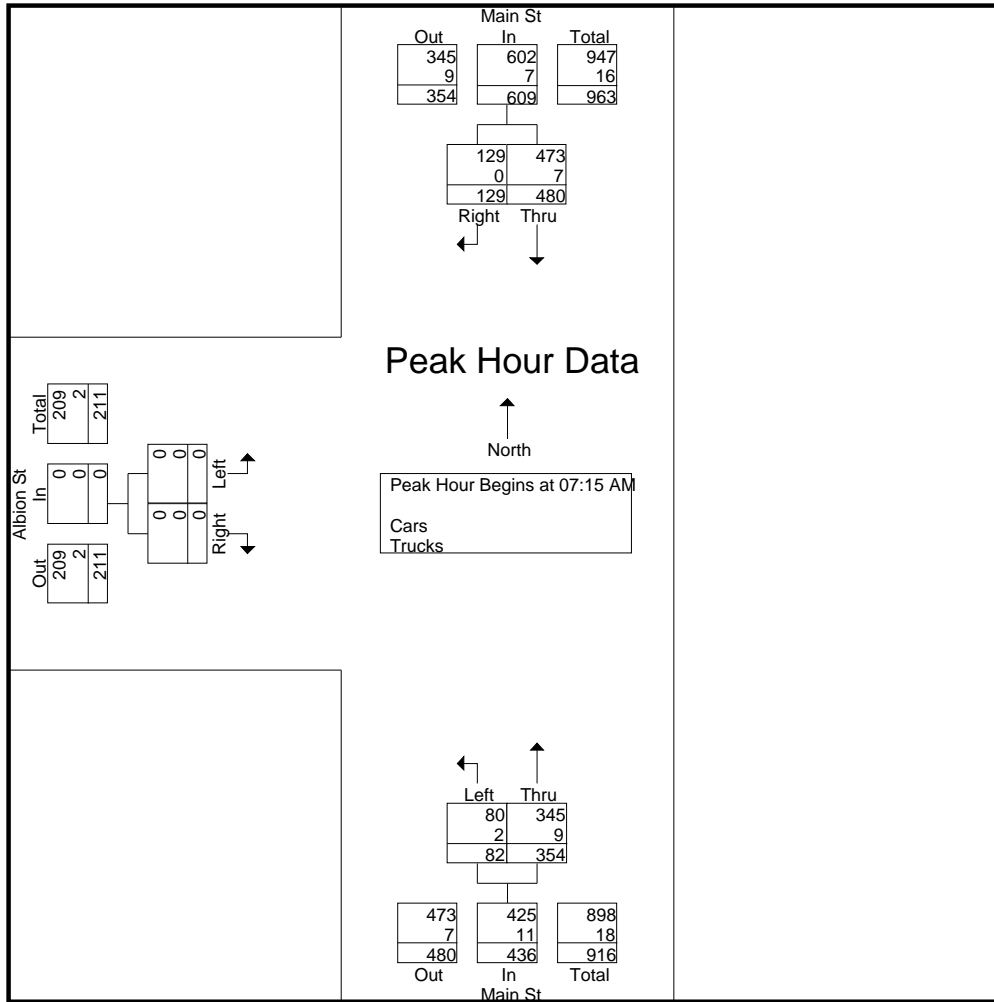 Main St
Out In Total
345 602 947
9 7 16
354 609 963
129 473
0 7
129 480
Right Thru
Peak Hour Data
North
Peak Hour Begins at 07:15 AM
Cars
Trucks
Albion St
Out In Total
209 0 209
2 0 2
211 0 211
Right Left
0 0
0 0
0 0
Left Thru
80 345
2 9
82 354
473 425 898
7 11 18
480 436 916
Out In Total
Main St